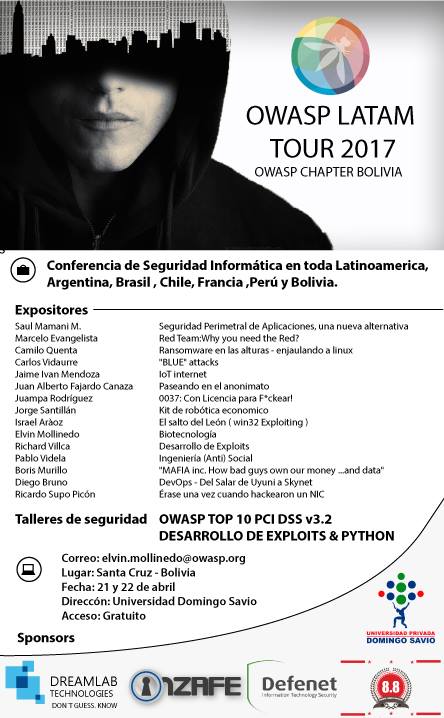 OWASP LATAM
TOUR 2017
OWASP CHAPTER BOLIVIA
Conferencia de Seguridad Informática en toda Latinoamerica,
Argentina, Brasil , Chile, Francia ,Perú y Bolivia.
Expositores
Saul Mamani M. Seguridad Perimetral de Aplicaciones, una nueva alternativa
Marcelo Evangelista Red Team:Why you need the Red?
Camilo Quenta Ransomware en las alturas - enjaulando a linux
Carlos Vidaurre "BLUE" attacks
Jaime Ivan Mendoza IoT internet
Juan Alberto Fajardo Canaza Paseando en el anonimato
Juampa Rodríguez 0037: Con Licencia para F*ckear!
Jorge Santillán Kit de robótica economico
Israel Aràoz El salto del León ( win32 Exploiting )
Elvin Mollinedo Biotecnología
Richard Villca Desarrollo de Exploits
Pablo Videla Ingeniería (Anti) Social
Boris Murillo "MAFIA inc. How bad guys own our money ...and data"
Diego Bruno DevOps - Del Salar de Uyuni a Skynet
Ricardo Supo Picón Érase una vez cuando hackearon un NIC
Talleres de seguridad OWASP TOP 10 PCI DSS v3.2
DESARROLLO DE EXPLOITS & PYTHON
Correo: elvin.mollinedo@owasp.org
Lugar: Santa Cruz - Bolivia
Fecha: 21 y 22 de abril
Direccón: Universidad Domingo Savio
Acceso: Gratuito
UNIVERSIDAD PRIVADA
DOMINGO SAVIO
Sponsors
DREAMLAB
TECHNOLOGIES
DON´T GUESS. KNOW
NZAFE
Defenet
Information Technology Security
8.8